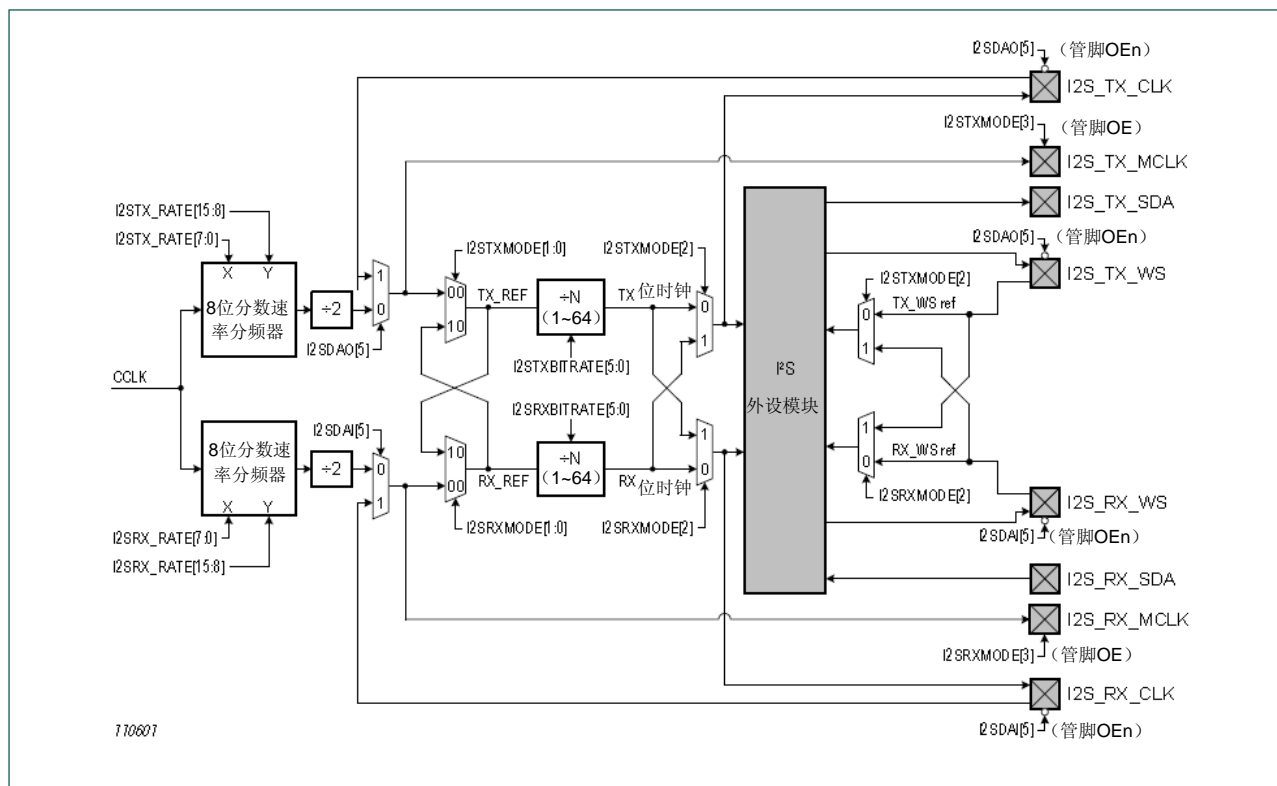 I2SDAO[5]
（管脚OEn）
I2S_TX_CLK
I2STXMODE[3]
（管脚OE）
I2S_TX_MCLK
I2S_TX_SDA
I2SDAO[5]
（管脚OEn）
I2S_TX_WS
I2STX_RATE[15:8]
I2STX_RATE[7:0]
X Y
8位分数速
率分频器
÷2
1
0
I2SDAO[5]
I2STXMODE[1:0]
00
10
TX_REF
÷N
(1~64)
I2STXBITRATE[5:0]
TX 位时钟
I2STXMODE[2]
0
1
I2STXMODE[2]
TX_WS ref
0
1
CCLK
I²S
外设模块
I2SRXBITRATE[5:0]
8位分数速
率分频器
X Y
÷2
I2SDAI[5]
0
1
10
00
RX_REF
I2SRXMODE[1:0]
÷N
（1~64）
RX 位时钟
1
0
I2SRXMODE[2]
1
0
RX_WS ref
I2SRXMODE[2]
I2SRX_RATE[7:0]
I2SRX_RATE[15:8]
I2S_RX_WS
I2SDAI[5]
（管脚OEn）
I2S_RX_SDA
I2S_RX_MCLK
I2SRXMODE[3]
（管脚OE）
I2S_RX_CLK
I2SDAI[5]
（管脚OEn）
110601